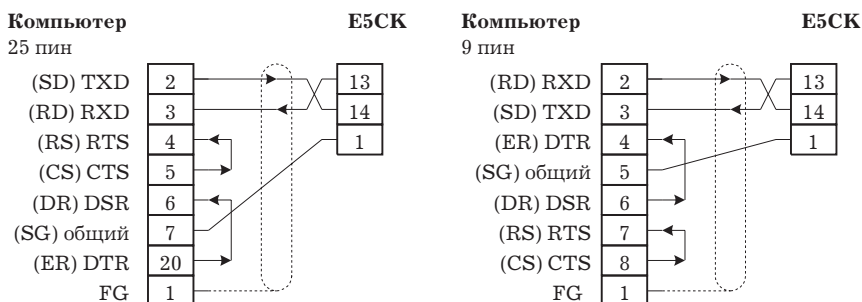 Компьютер E5CK
25 пин
(SD) TXD 2 13
(RD) RXD 3 14
(RS) RTS 4 1
(CS) CTS 5
(DR) DSR 6
(SG) общий 7
(ER) DTR 20
FG 1
Компьютер E5CK
9 пин
(RD) RXD 2 13
(SD) TXD 3 14
(ER) DTR 4 1
(SG) общий 5
(DR) DSR 6
(RS) RTS 7
(CS) CTS 8
FG 1